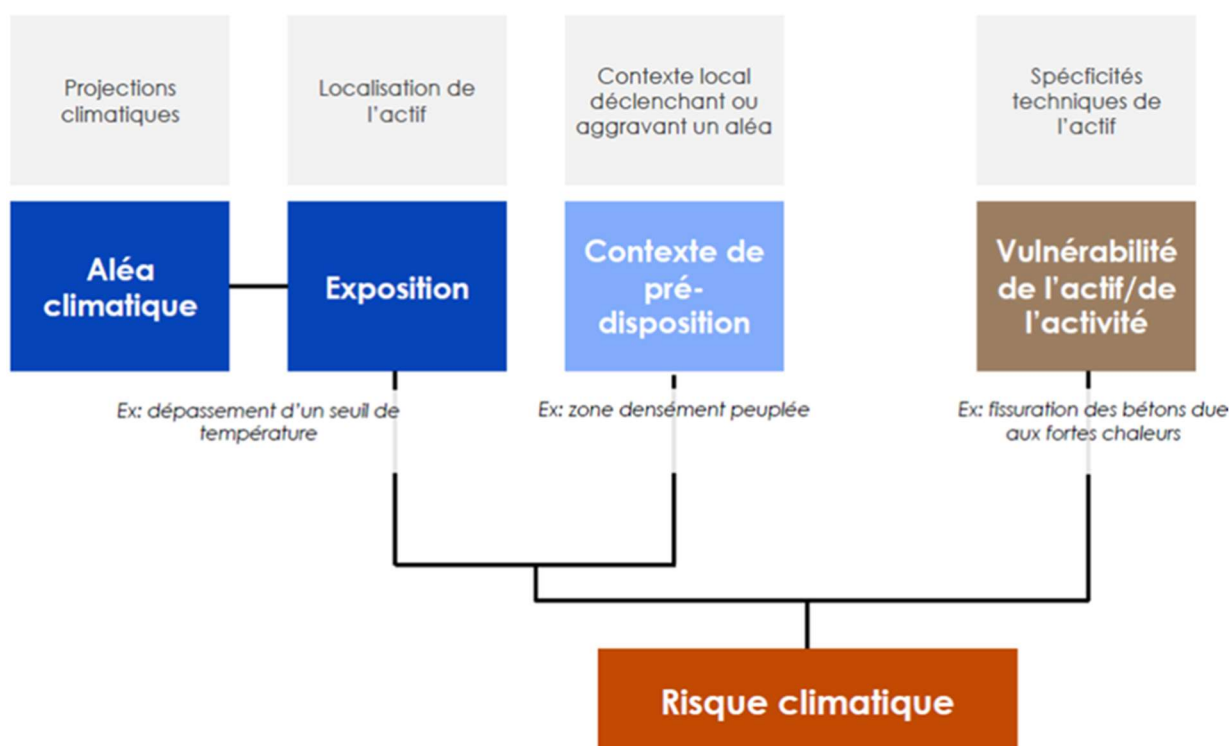 Projections
climatiques
Localisation de
l'actif
Contexte local
déclenchant ou
aggravant un aléa
Spécficités
techniques de
l'actif
Aléa
climatique
Exposition
Contexte de
pré-
disposition
Vulnérabilité
de l'actif/de
l'activité
Ex: dépassement d'un seuil de
température
Ex: zone densément peuplée
Ex: fissuration des bétons due
aux fortes chaleurs
Risque climatique